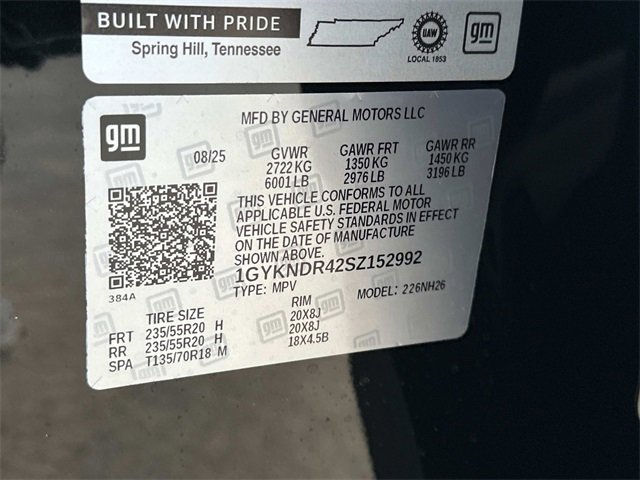 BUILT WITH PRIDE
Spring Hill, Tennessee
UAW
LOCAL 1853
gm
gm
MFD BY GENERAL MOTORS LLC
08/25 GVWR GAWR FRT GAWR RR
2722 KG 1350 KG 1450 KG
6001 LB 2976 LB 3196 LB
THIS VEHICLE CONFORMS TO ALL
APPLICABLE U.S. FEDERAL MOTOR
VEHICLE SAFETY STANDARDS IN EFFECT
ON THE DATE OF MANUFACTURE
SHOWN ABOVE.
1GYKNDR42SZ152992
TYPE: MPV MODEL: 226NH26
384A
TIRE SIZE RIM
FRT 235/55R20 H 20X8J
RR 235/55R20 H 20X8J
SPA T135/70R18 M 18X4.5B